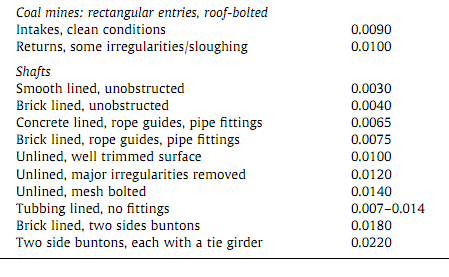 Coal mines: rectangular entries, roof-bolted
Intakes, clean conditions 0.0090
Returns, some irregularities/sloughing 0.0100
Shafts
Smooth lined, unobstructed 0.0030
Brick lined, unobstructed 0.0040
Concrete lined, rope guides, pipe fittings 0.0065
Brick lined, rope guides, pipe fittings 0.0075
Unlined, well trimmed surface 0.0100
Unlined, major irregularities removed 0.0120
Unlined, mesh bolted 0.0140
Tubbing lined, no fittings 0.007–0.014
Brick lined, two sides buntons 0.0180
Two side buntons, each with a tie girder 0.0220